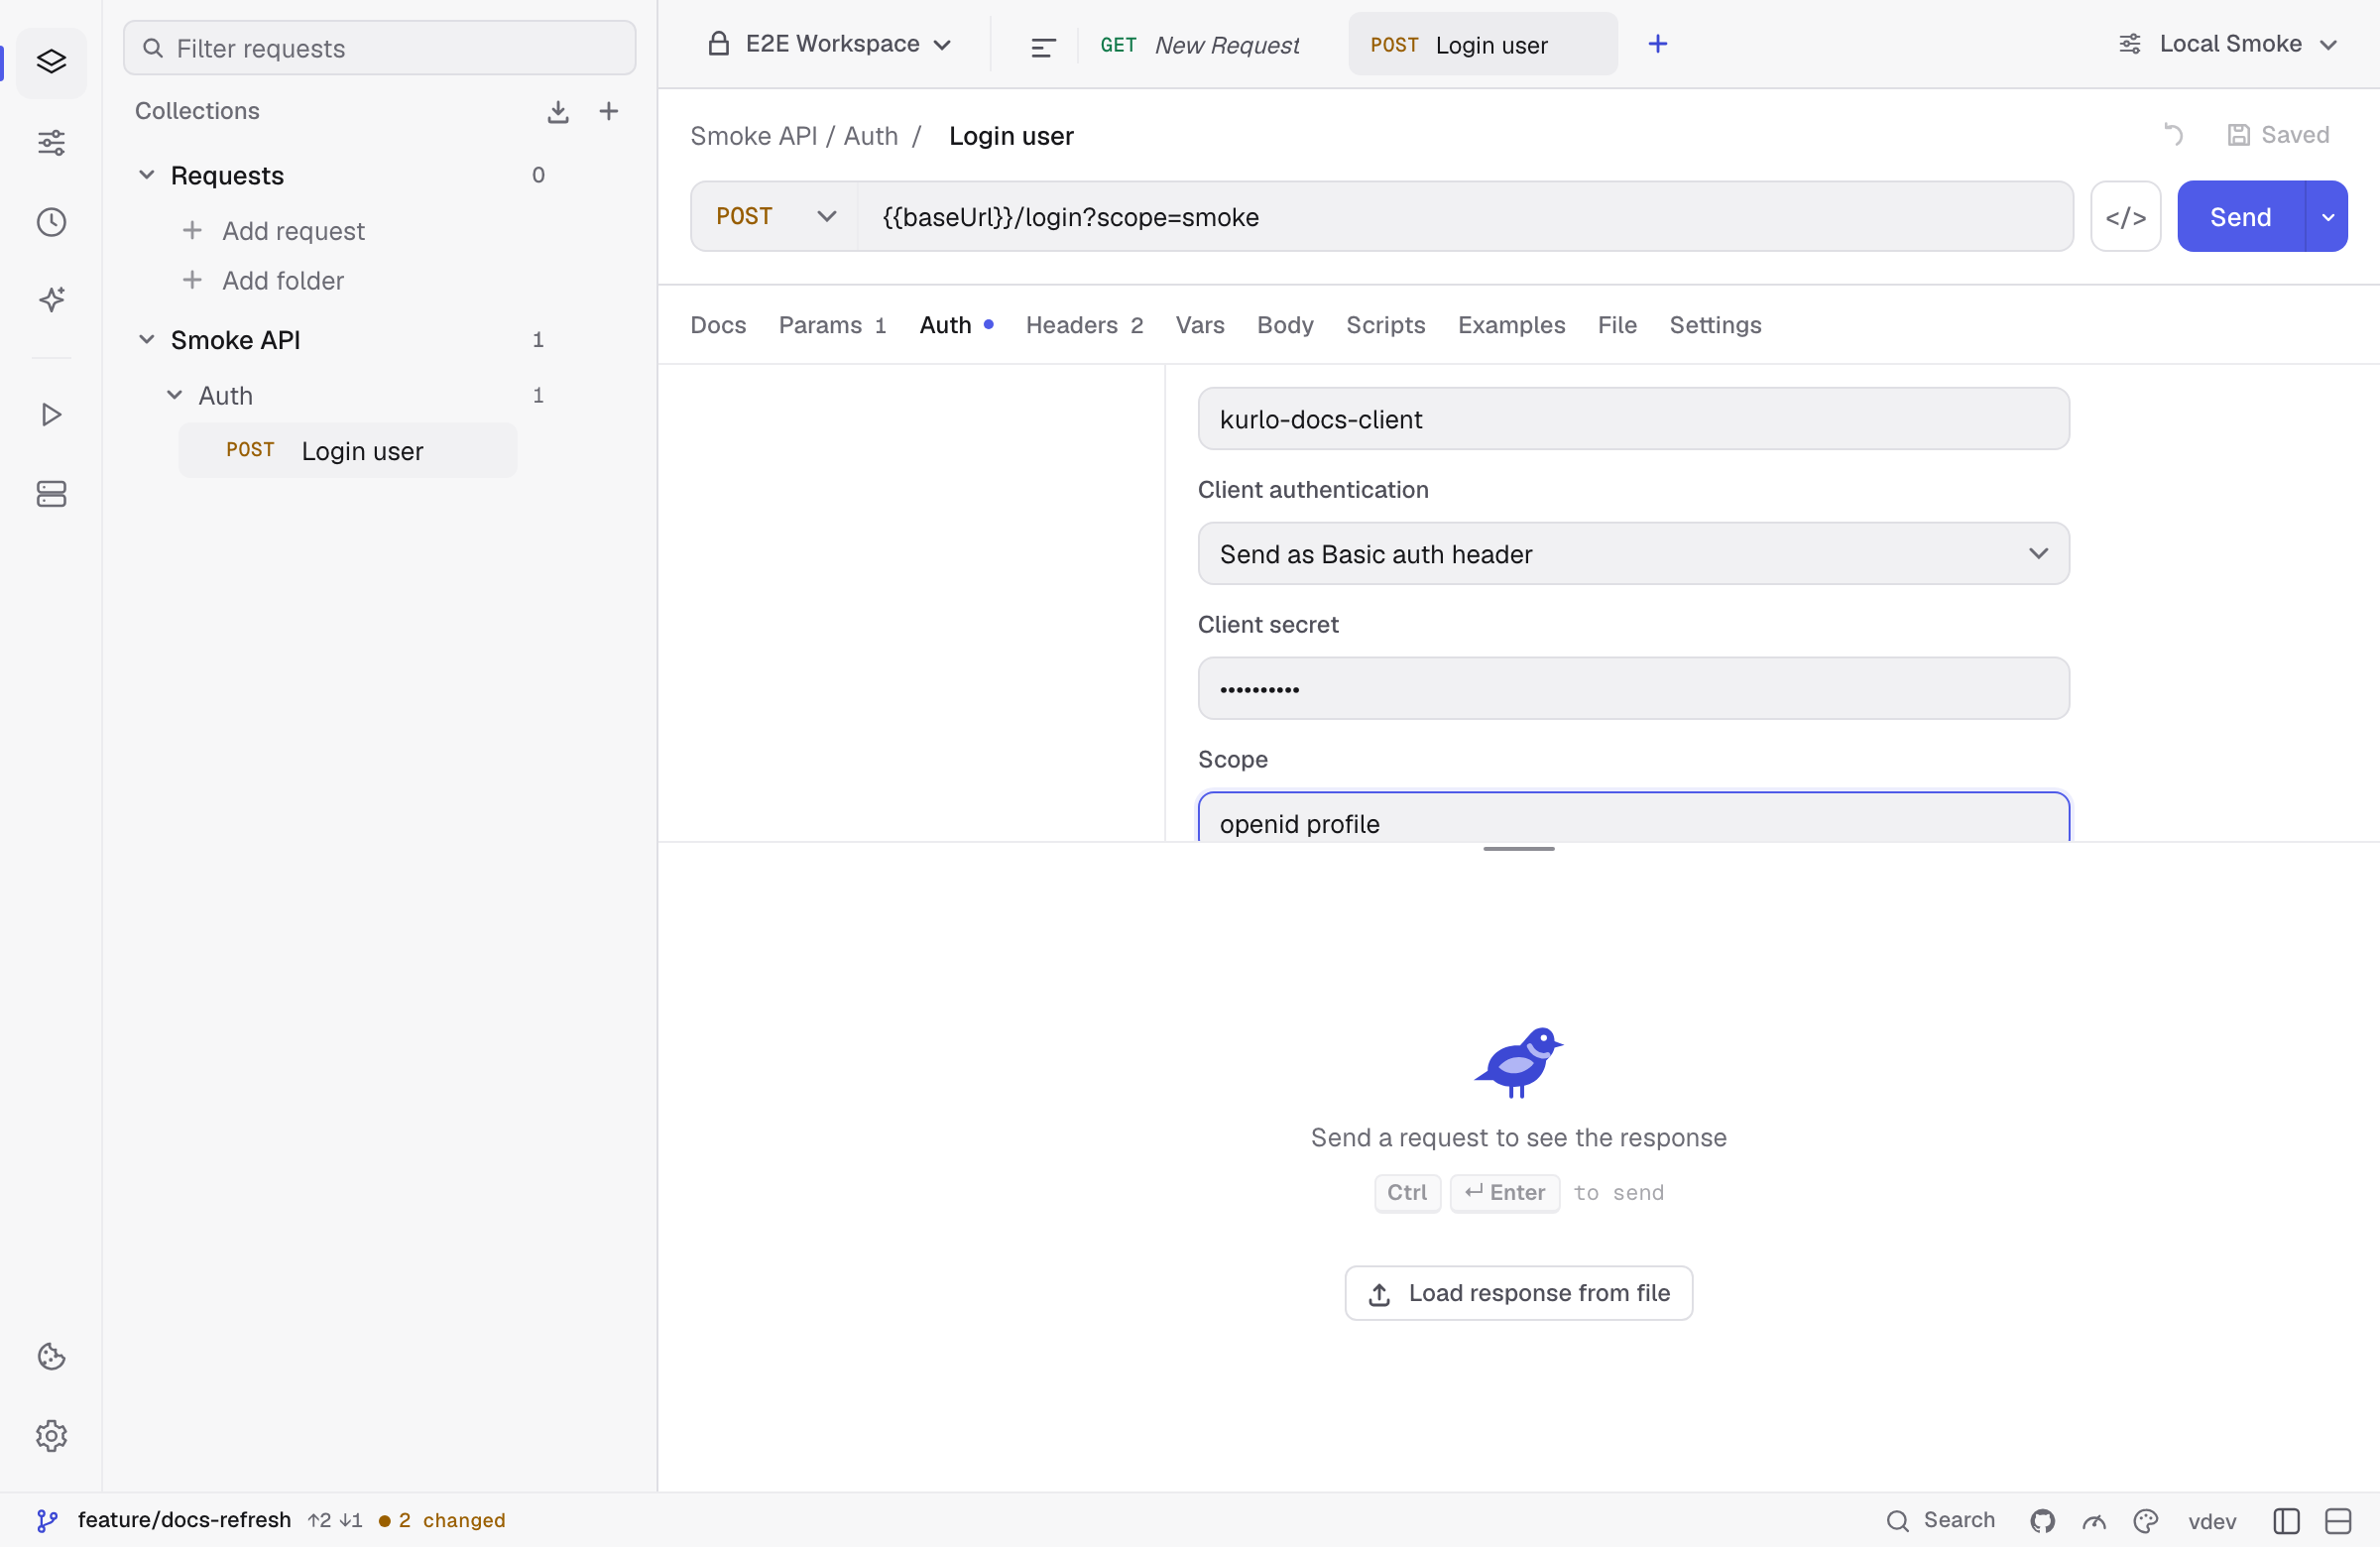 Filter requests
Collections
Requests 0
Add request
Add folder
Smoke API 1
Auth 1
POST Login user
E2E Workspace
GET New Request
POST Login user
Local Smoke
Smoke API / Auth / Login user
Saved
POST {{baseUrl}}/login?scope=smoke
</> Send
Docs Params 1 Auth Headers 2 Vars Body Scripts Examples File Settings
kurlo-docs-client
Client authentication
Send as Basic auth header
Client secret
••••••••••
Scope
openid profile
Send a request to see the response
Ctrl ↵ Enter to send
Load response from file
feature/docs-refresh ↑2 ↓1 ● 2 changed
Search vdev